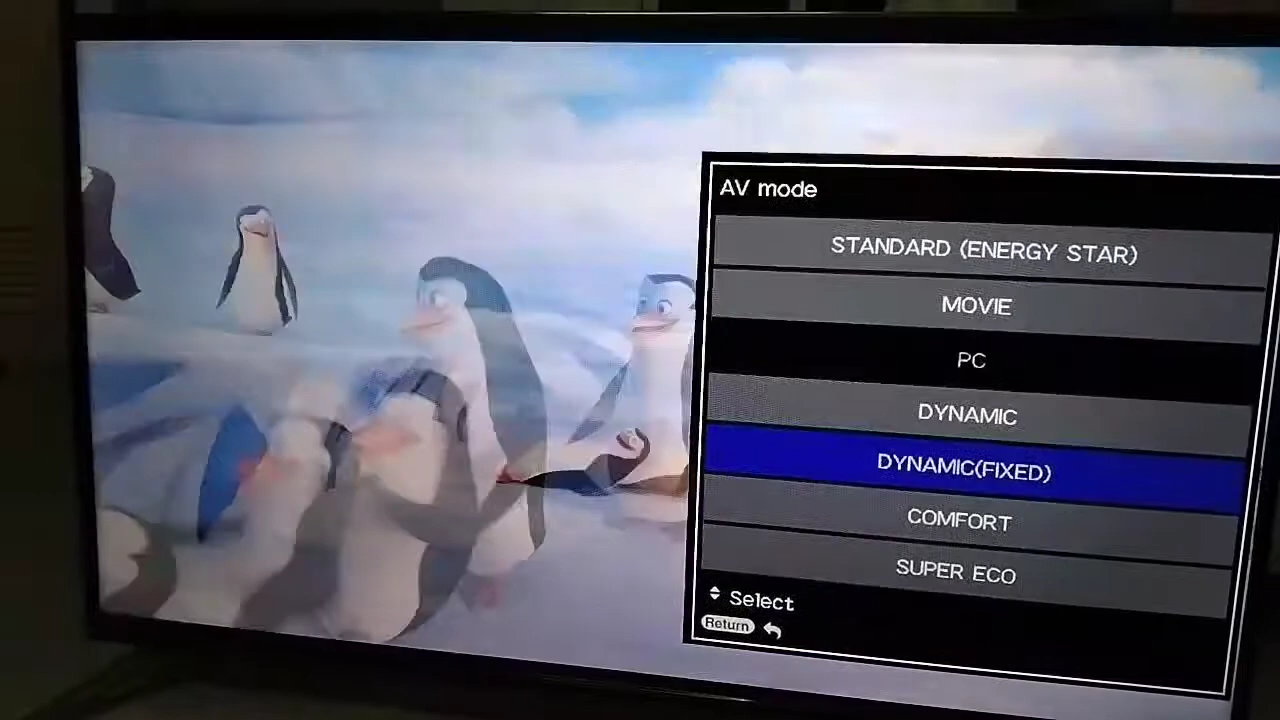 AV mode
STANDARD (ENERGY STAR)
MOVIE
PC
DYNAMIC
DYNAMIC(FIXED)
COMFORT
SUPER ECO
Select
Return